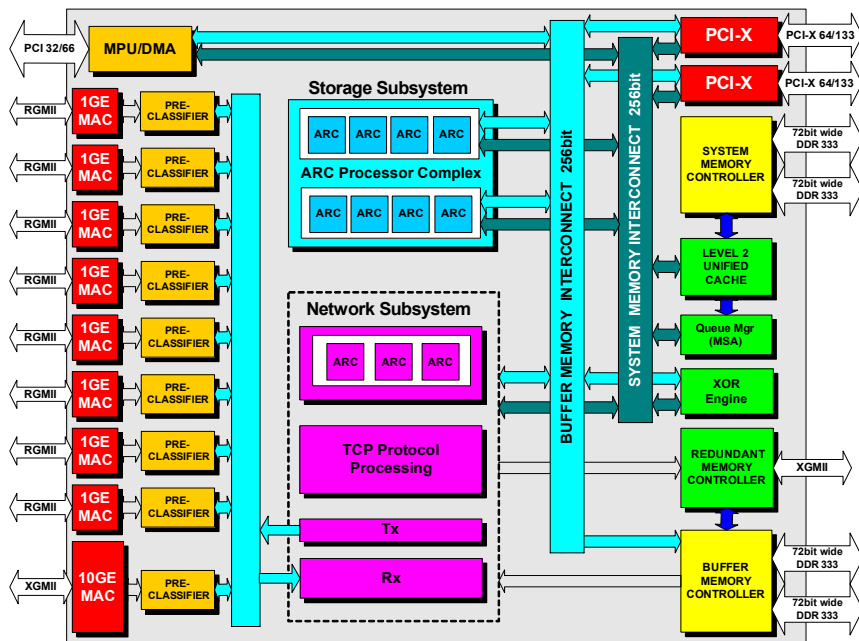 PCI 32/66
MPU/DMA
PCI-X
PCI-X 64/133
PCI-X
PCI-X 64/133
RGMII
1GE
MAC
PRE-
CLASSIFIER
RGMII
1GE
MAC
PRE-
CLASSIFIER
RGMII
1GE
MAC
PRE-
CLASSIFIER
RGMII
1GE
MAC
PRE-
CLASSIFIER
RGMII
1GE
MAC
PRE-
CLASSIFIER
RGMII
1GE
MAC
PRE-
CLASSIFIER
RGMII
1GE
MAC
PRE-
CLASSIFIER
RGMII
1GE
MAC
PRE-
CLASSIFIER
XGMII
10GE
MAC
PRE-
CLASSIFIER
Storage Subsystem
ARC ARC ARC ARC
ARC Processor Complex
ARC ARC ARC ARC
Network Subsystem
ARC ARC ARC
TCP Protocol
Processing
Tx
Rx
BUFFER MEMORY INTERCONNECT 256bit
SYSTEM MEMORY INTERCONNECT 256bit
SYSTEM
MEMORY
CONTROLLER
72bit wide
DDR 333
72bit wide
DDR 333
LEVEL 2
UNIFIED
CACHE
Queue Mgr
(MSA)
XOR
Engine
REDUNDANT
MEMORY
CONTROLLER
XGMII
BUFFER
MEMORY
CONTROLLER
72bit wide
DDR 333
72bit wide
DDR 333